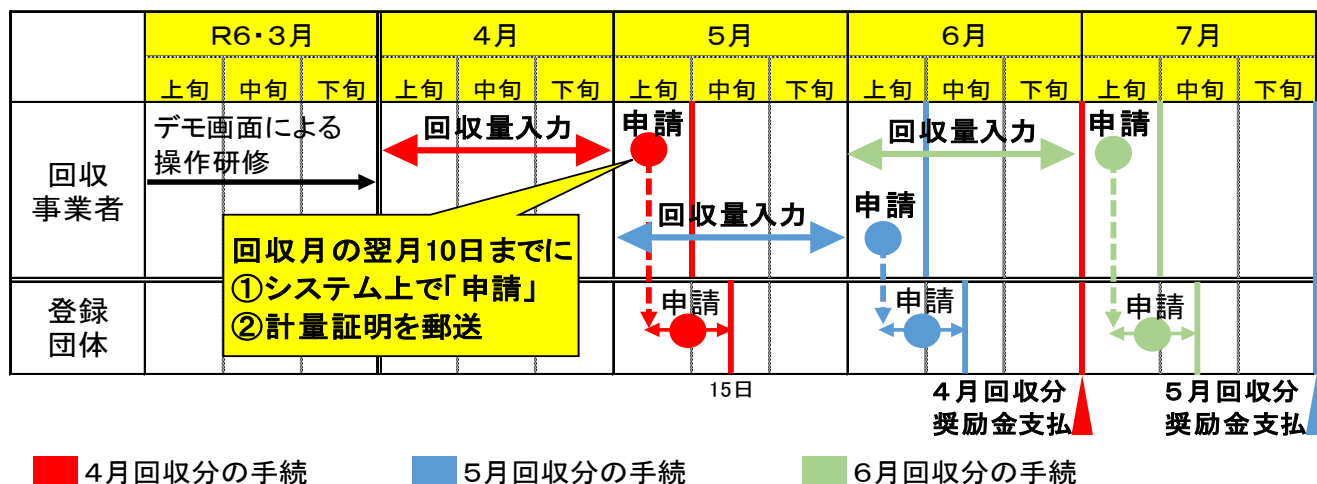 R6・3月 4月 5月 6月 7月
上旬 中旬 下旬 上旬 中旬 下旬 上旬 中旬 下旬 上旬 中旬 下旬 上旬 中旬 下旬
回収
事業者
デモ画面による
操作研修
回収量入力
申請
回収量入力
申請
回収量入力
申請
回収月の翌月10日までに
①システム上で「申請」
②計量証明を郵送
登録
団体
申請
申請
申請
15日
4月回収分
奨励金支払
5月回収分
奨励金支払
4月回収分の手続 5月回収分の手続 6月回収分の手続